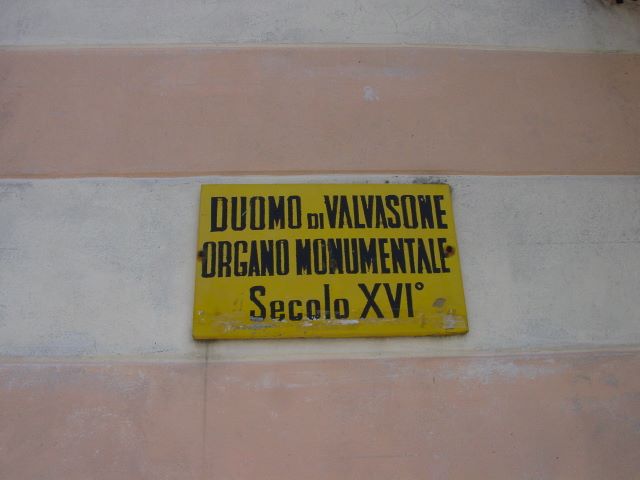 DUOMO DI VALVASONE
ORGANO MONUMENTALE
Secolo XVI°